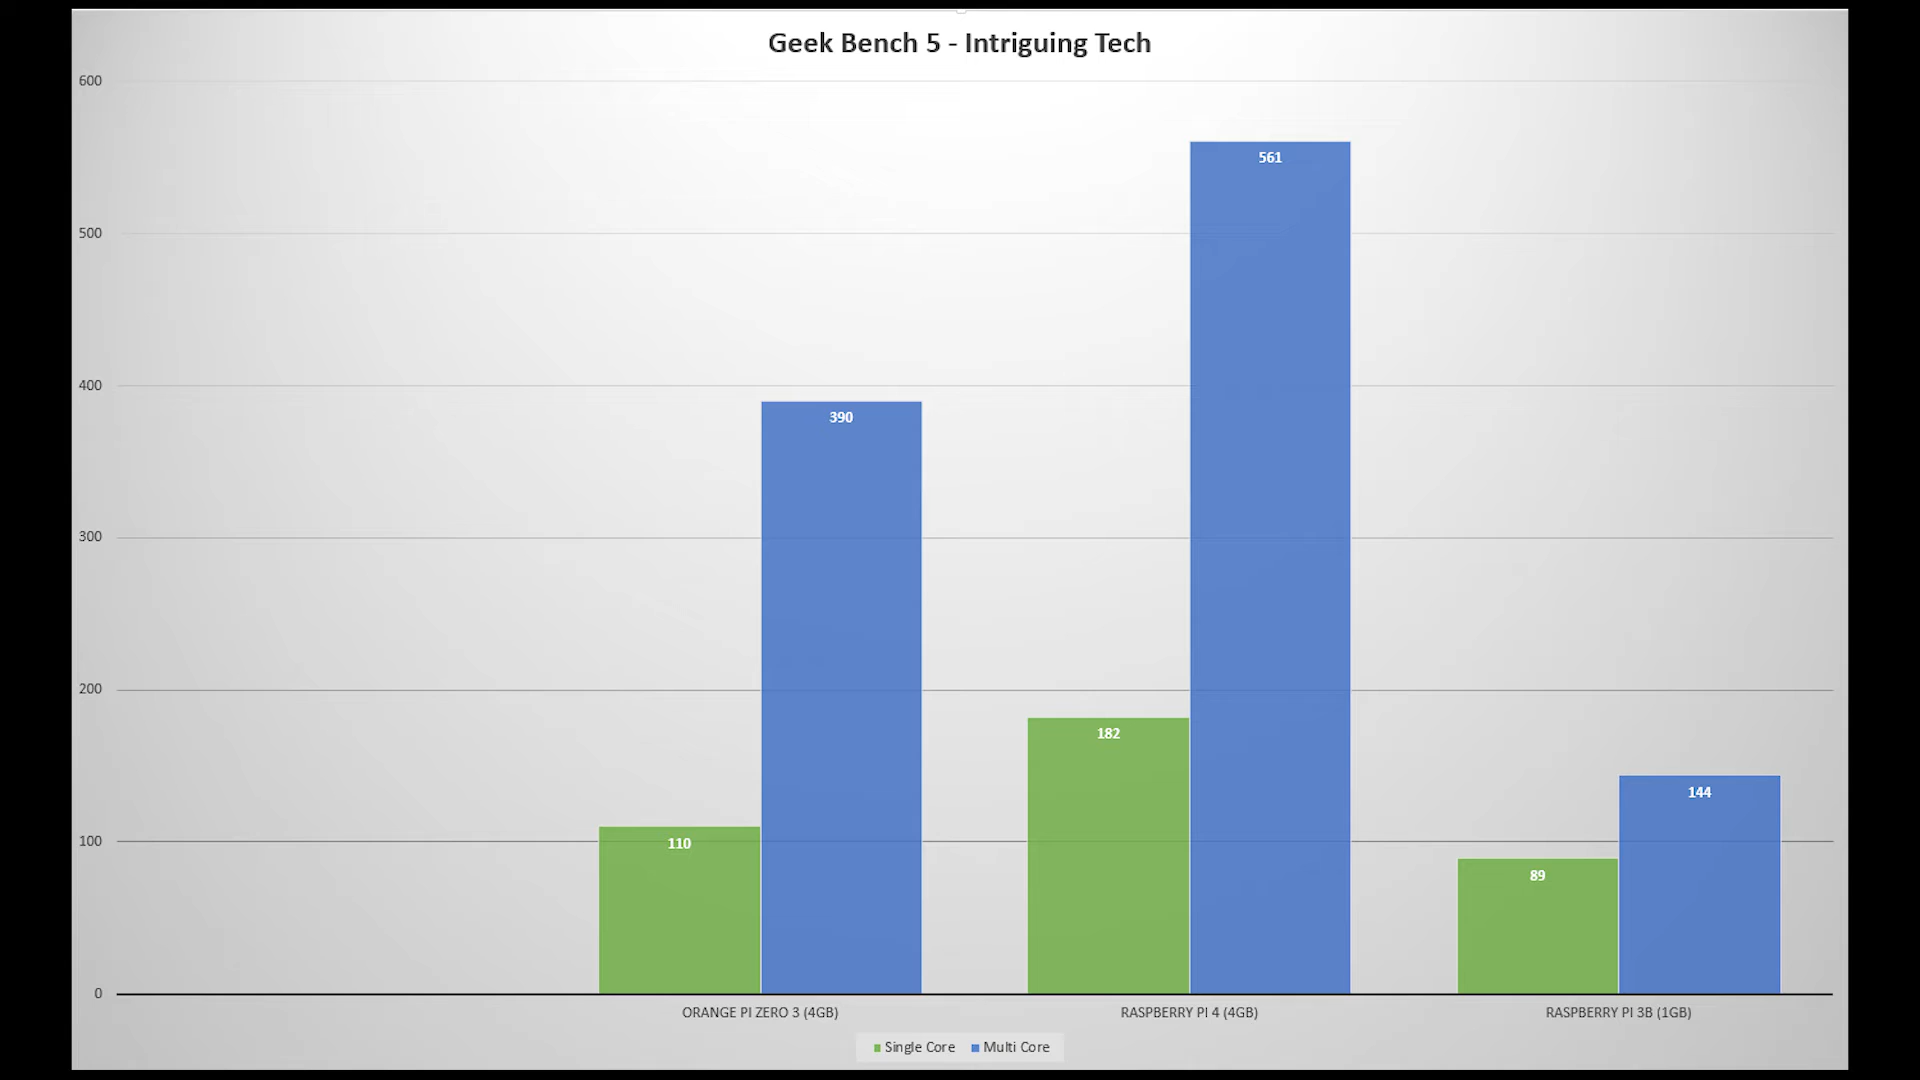 Geek Bench 5 - Intriguing Tech
600
500
400
300
200
100
0
110
390
182
561
89
144
ORANGE PI ZERO 3 (4GB)
RASPBERRY PI 4 (4GB)
RASPBERRY PI 3B (1GB)
Single Core
Multi Core